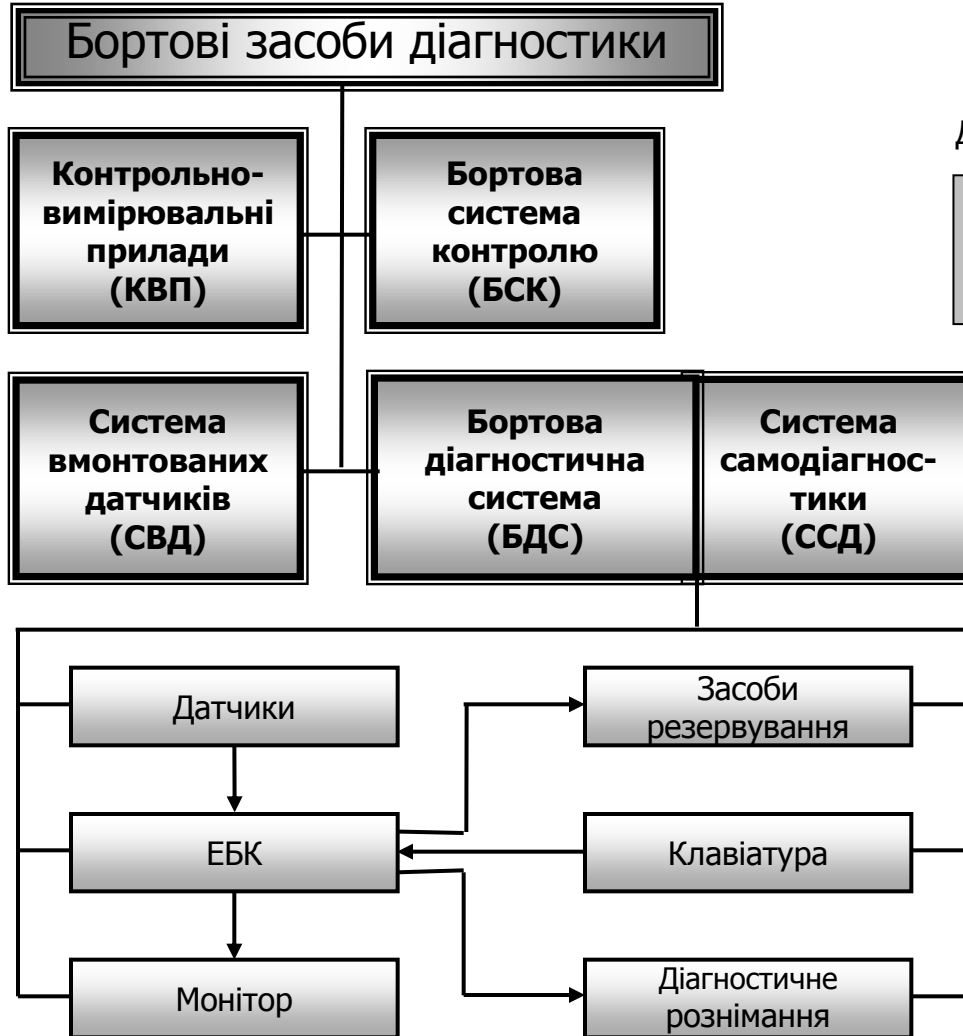 Бортові засоби діагностики
Контрольно-
вимірювальні
прилади
(КВП)
Бортова
система
контролю
(БСК)
Система
вмонтованих
датчиків
(СВД)
Бортова
діагностична
система
(БДС)
Система
самодіагнос-
тики
(ССД)
Датчики
Засоби
резервування
ЕБК
Клавіатура
Монітор
Діагностичне
рознімання